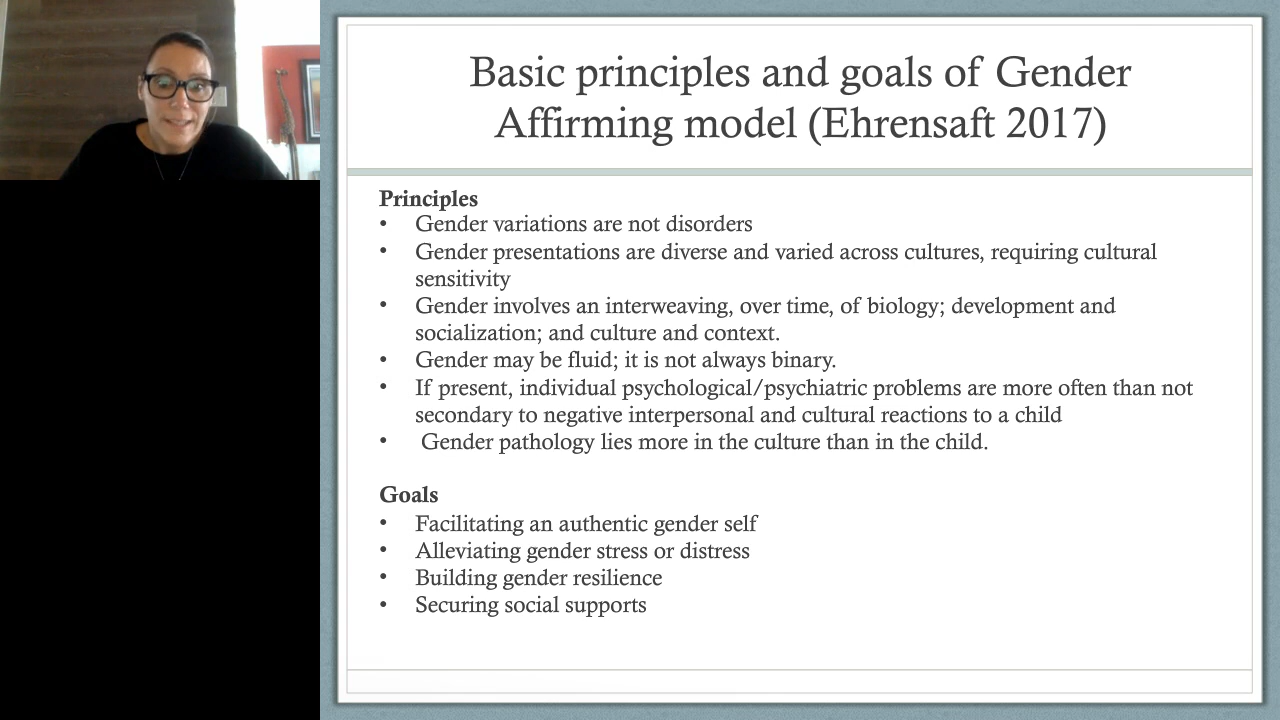 Basic principles and goals of Gender
Affirming model (Ehrensaft 2017)
Principles
• Gender variations are not disorders
• Gender presentations are diverse and varied across cultures, requiring cultural
sensitivity
• Gender involves an interweaving, over time, of biology; development and
socialization; and culture and context.
• Gender may be fluid; it is not always binary.
• If present, individual psychological/psychiatric problems are more often than not
secondary to negative interpersonal and cultural reactions to a child
• Gender pathology lies more in the culture than in the child.
Goals
• Facilitating an authentic gender self
• Alleviating gender stress or distress
• Building gender resilience
• Securing social supports